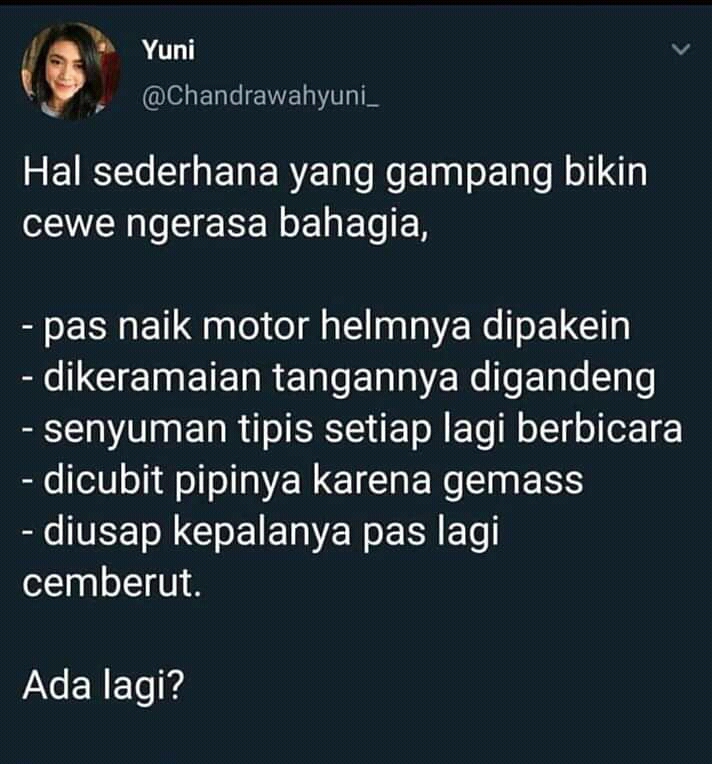 Yuni
@Chandrawahyuni_
Hal sederhana yang gampang bikin
cewe ngerasa bahagia,
- pas naik motor helmnya dipakein
- dikeramaian tangannya digandeng
- senyuman tipis setiap lagi berbicara
- dicubit pipinya karena gemass
- diusap kepalanya pas lagi
cemberut.
Ada lagi?